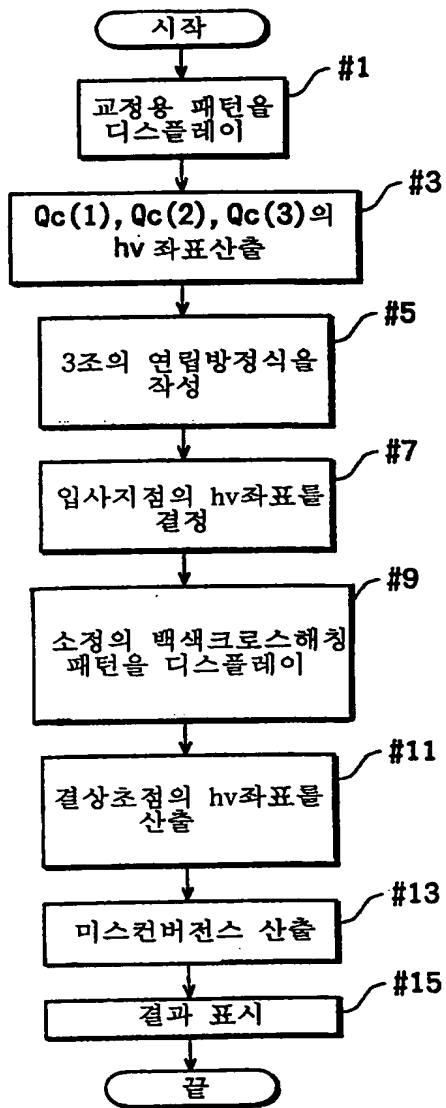 시작
#1
교정용 패턴을
디스플레이
#3
Qc(1), Qc(2), Qc(3)의
hv 좌표산출
#5
3조의 연립방정식을
작성
#7
입사지점의 hv좌표를
결정
#9
소정의 백색크로스해칭
패턴을 디스플레이
#11
결상초점의 hv좌표를
산출
#13
미스컨버전스 산출
#15
결과 표시
끝